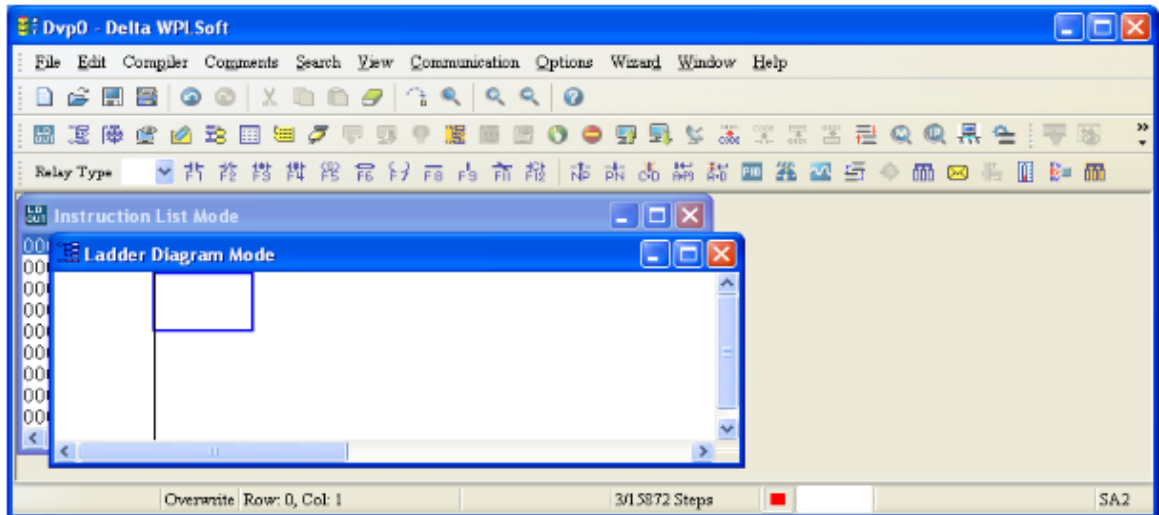 Dvp0 - Delta WPLSoft
File Edit Compiler Comments Search View Communication Options Wizard Window Help
Relay Type
Instruction List Mode
Ladder Diagram Mode
Overwrite Row: 0, Col: 1 3/15872 Steps SA2